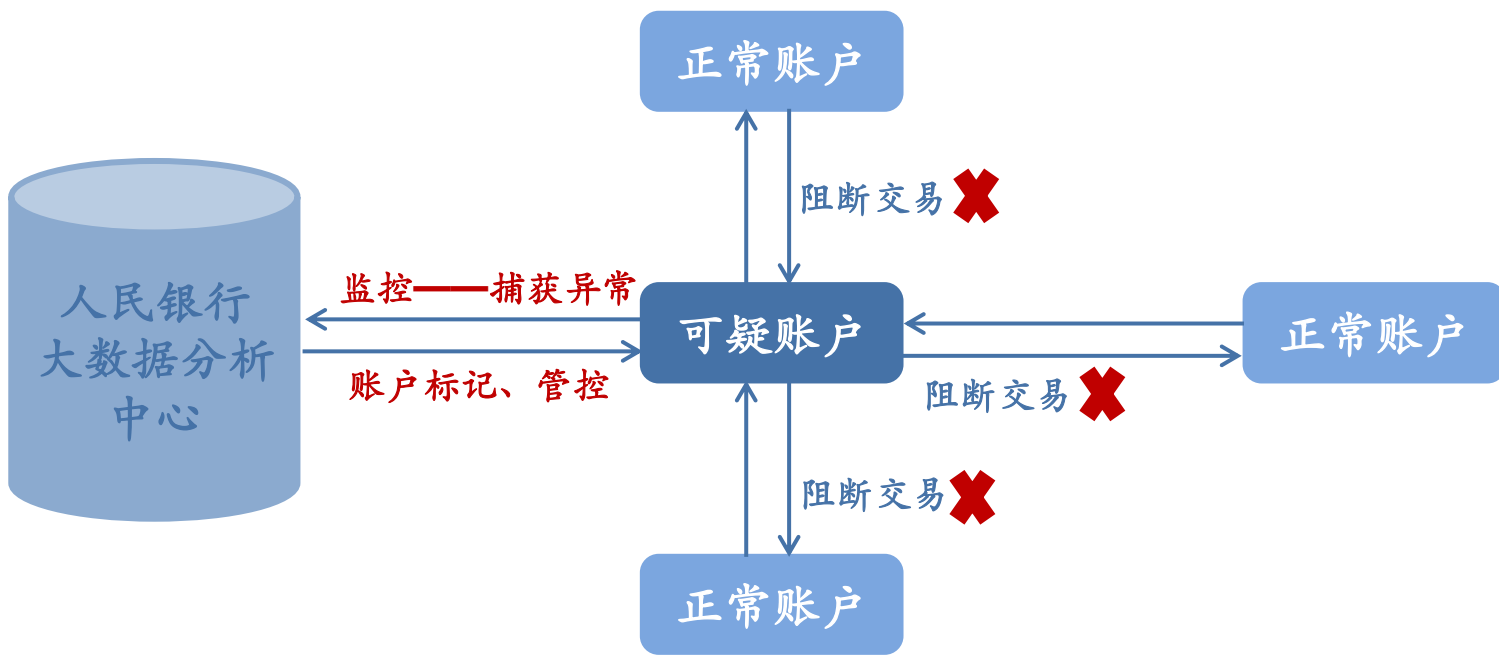 正常账户
阻断交易
监控——捕获异常
人民银行
大数据分析
中心
可疑账户
正常账户
账户标记、管控
阻断交易
阻断交易
正常账户